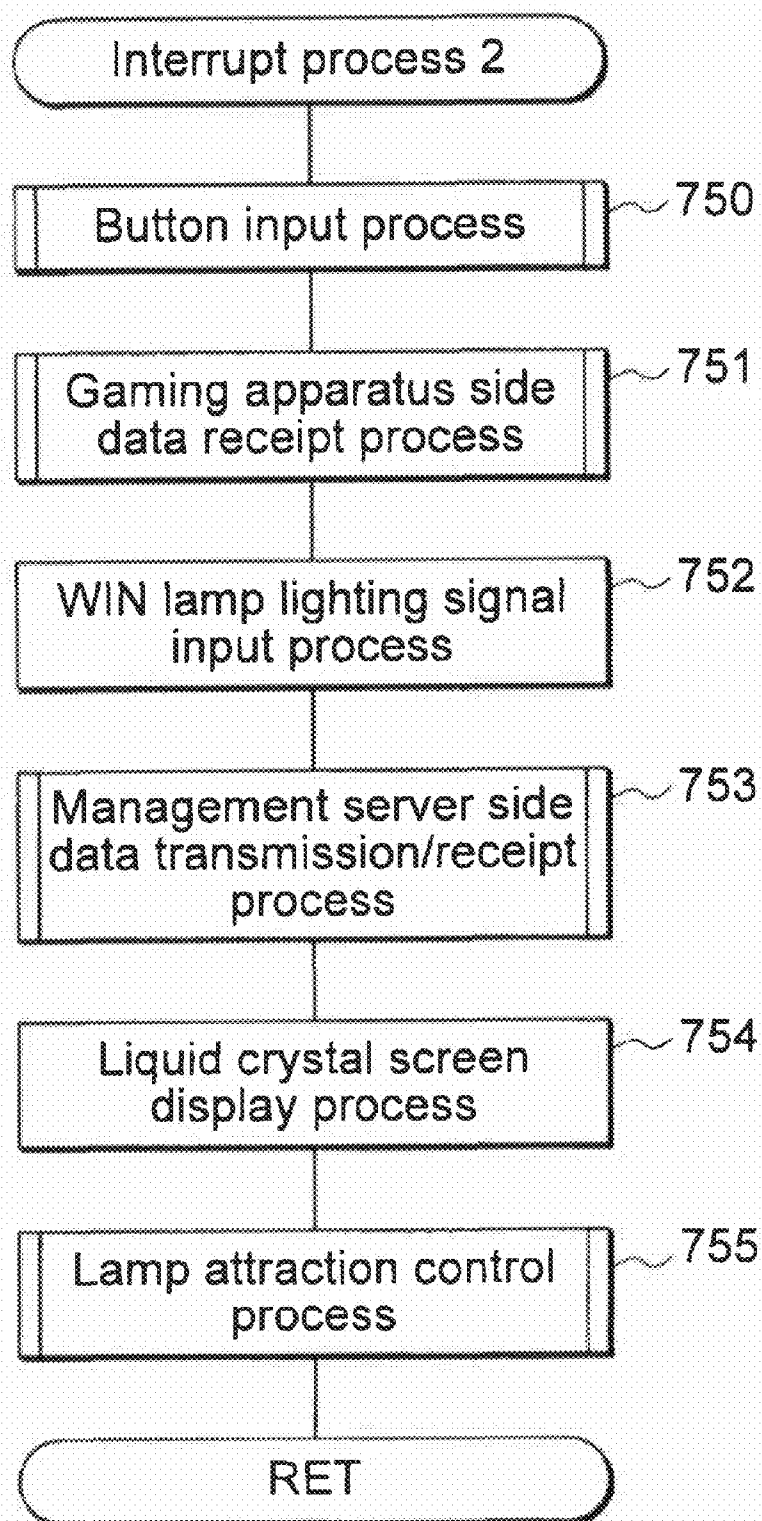 Interrupt process 2
Button input process
750
Gaming apparatus side
data receipt process
751
WIN lamp lighting signal
input process
752
Management server side
data transmission/receipt
process
753
Liquid crystal screen
display process
754
Lamp attraction control
process
755
RET